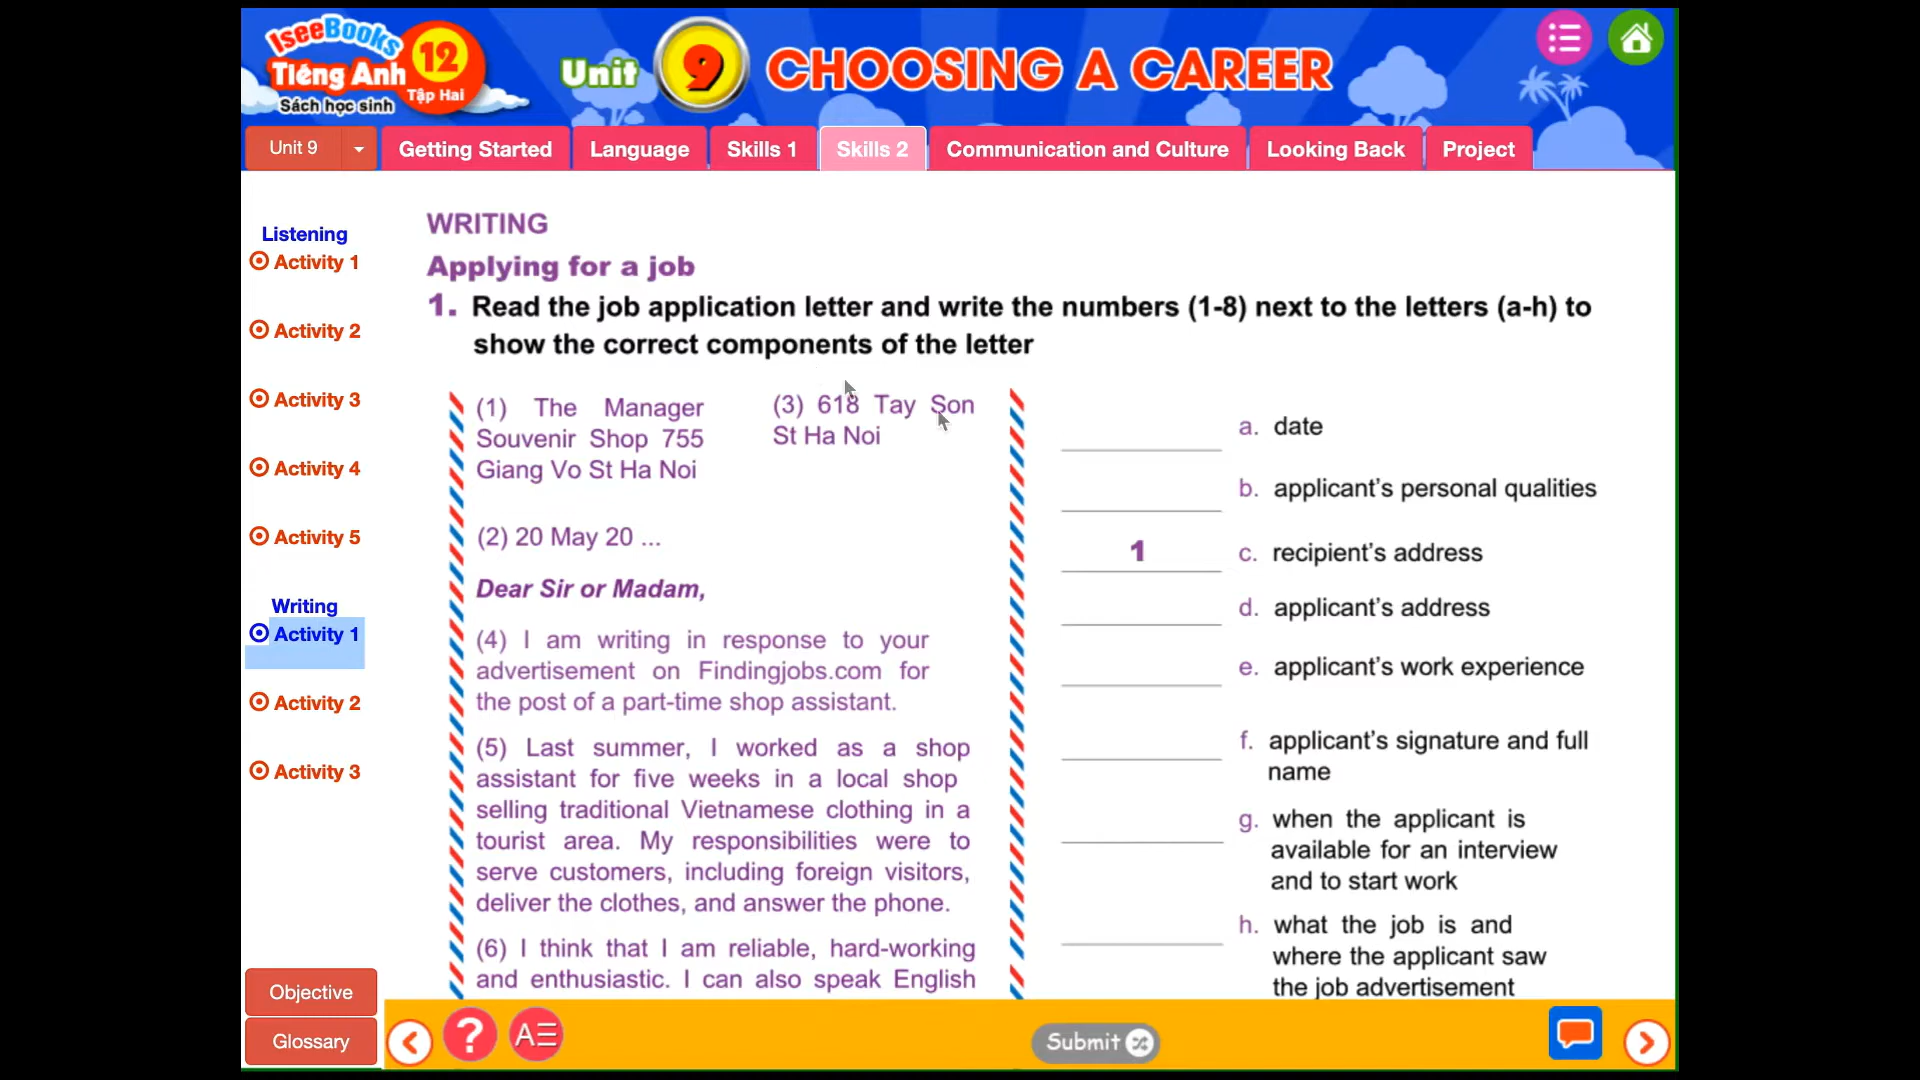 IseeBooks
Tiếng Anh 12
Tập Hai
Sách học sinh
Unit 9 CHOOSING A CAREER
Unit 9
Getting Started
Language
Skills 1
Skills 2
Communication and Culture
Looking Back
Project
Listening
Activity 1
Activity 2
Activity 3
Activity 4
Activity 5
Writing
Activity 1
Activity 2
Activity 3
Objective
Glossary
WRITING
Applying for a job
1. Read the job application letter and write the numbers (1-8) next to the letters (a-h) to
show the correct components of the letter
(1) The Manager
Souvenir Shop 755
Giang Vo St Ha Noi
(3) 618 Tay Son
St Ha Noi
(2) 20 May 20 ...
Dear Sir or Madam,
(4) I am writing in response to your
advertisement on Findingjobs.com for
the post of a part-time shop assistant.
(5) Last summer, I worked as a shop
assistant for five weeks in a local shop
selling traditional Vietnamese clothing in a
tourist area. My responsibilities were to
serve customers, including foreign visitors,
deliver the clothes, and answer the phone.
(6) I think that I am reliable, hard-working
and enthusiastic. I can also speak English
a. date
b. applicant's personal qualities
1 c. recipient's address
d. applicant's address
e. applicant's work experience
f. applicant's signature and full
name
g. when the applicant is
available for an interview
and to start work
h. what the job is and
where the applicant saw
the job advertisement
?
A
Submit